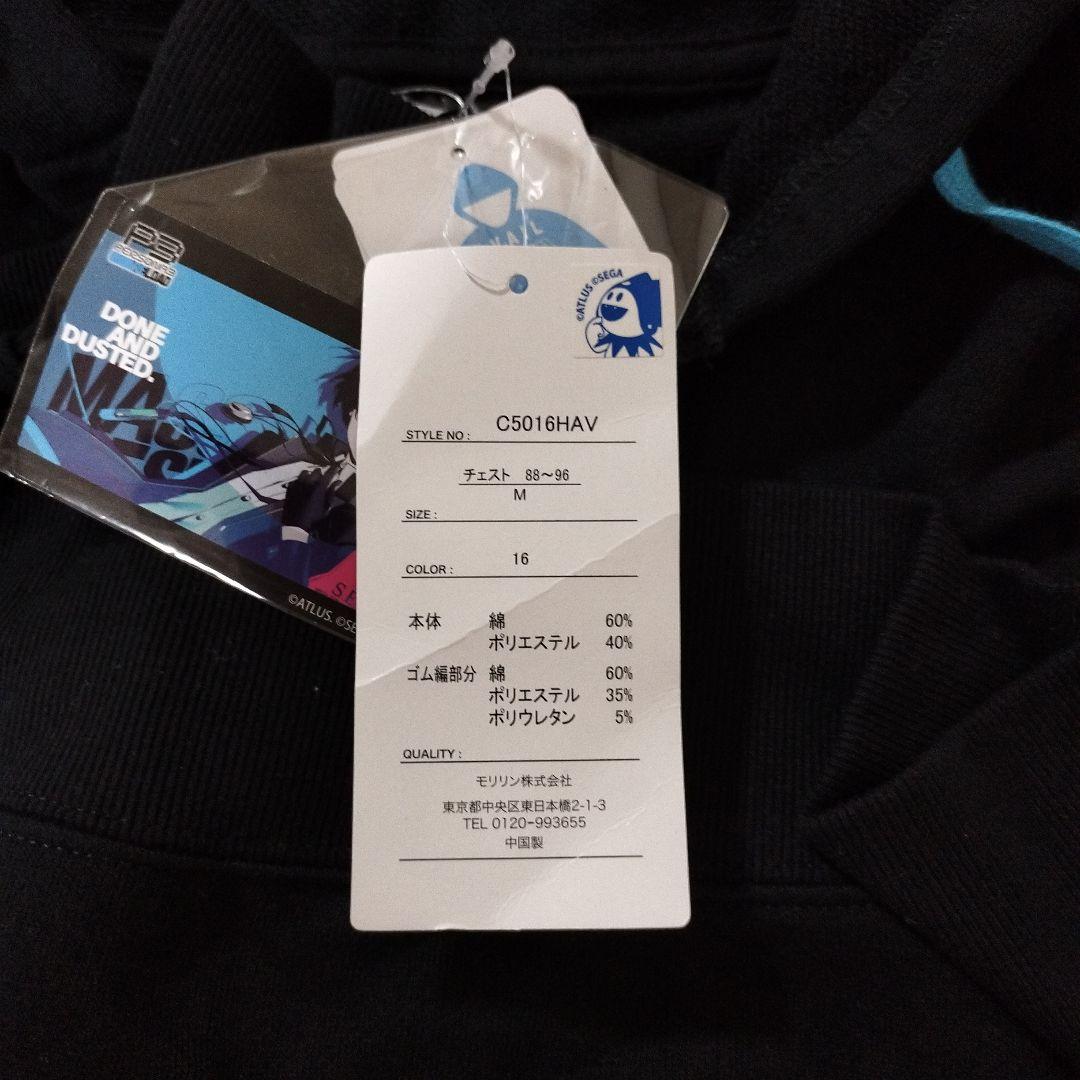 P3
PERSONA3
RELOAD
DONE
AND
DUSTED.
©ATLUS. ©SE
©ATLUS ©SEGA
STYLE NO : C5016HAV
チェスト 88～96
M
SIZE :
COLOR : 16
本体 綿 60%
ポリエステル 40%
ゴム編部分 綿 60%
ポリエステル 35%
ポリウレタン 5%
QUALITY :
モリリン株式会社
東京都中央区東日本橋2-1-3
TEL 0120-993655
中国製